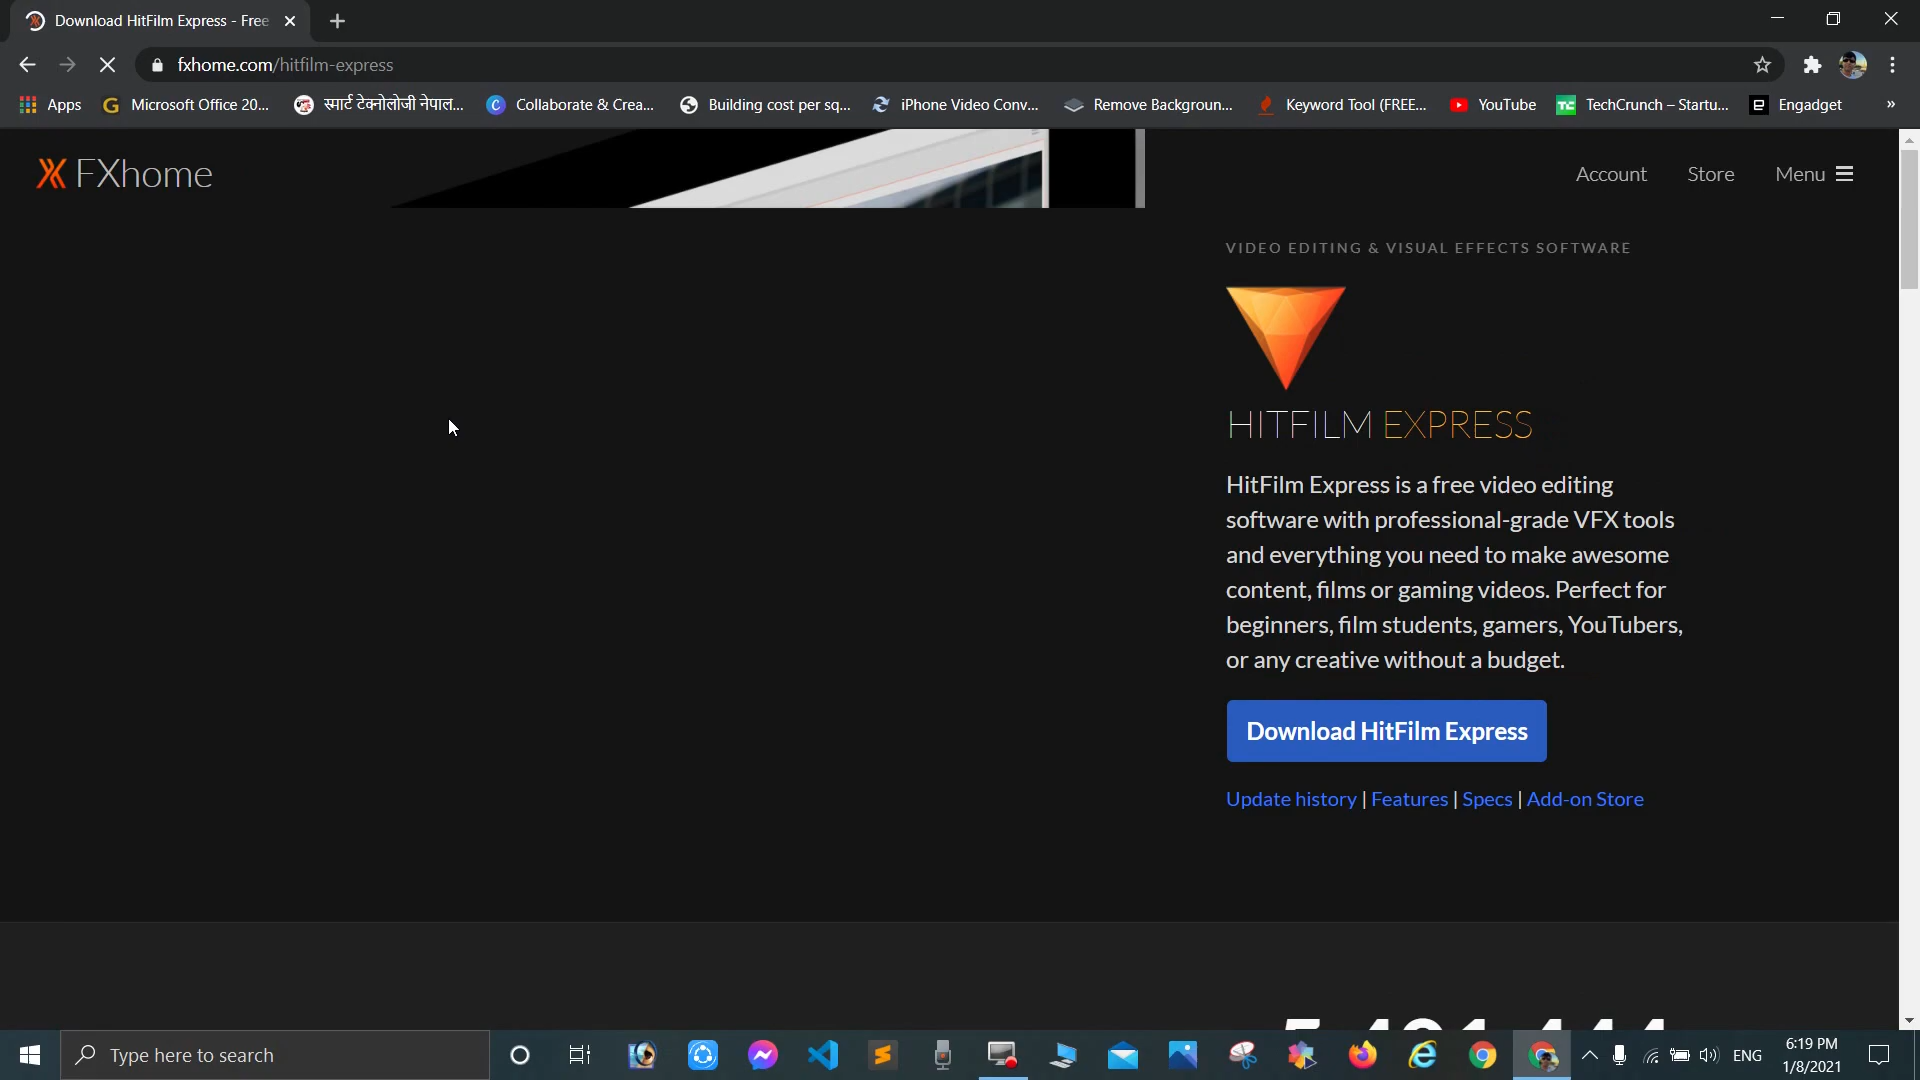 Download HitFilm Express - Free
fxhome.com/hitfilm-express
Apps
Microsoft Office 20...
स्मार्ट टेक्नोलोजी नेपाल...
Collaborate & Crea...
Building cost per sq...
iPhone Video Conv...
Remove Backgroun...
Keyword Tool (FREE...
YouTube
TechCrunch – Startu...
Engadget
»
FXhome
Account
Store
Menu
VIDEO EDITING & VISUAL EFFECTS SOFTWARE
HITFILM EXPRESS
HitFilm Express is a free video editing
software with professional-grade VFX tools
and everything you need to make awesome
content, films or gaming videos. Perfect for
beginners, film students, gamers, YouTubers,
or any creative without a budget.
Download HitFilm Express
Update history | Features | Specs | Add-on Store
Type here to search
ENG
6:19 PM
1/8/2021